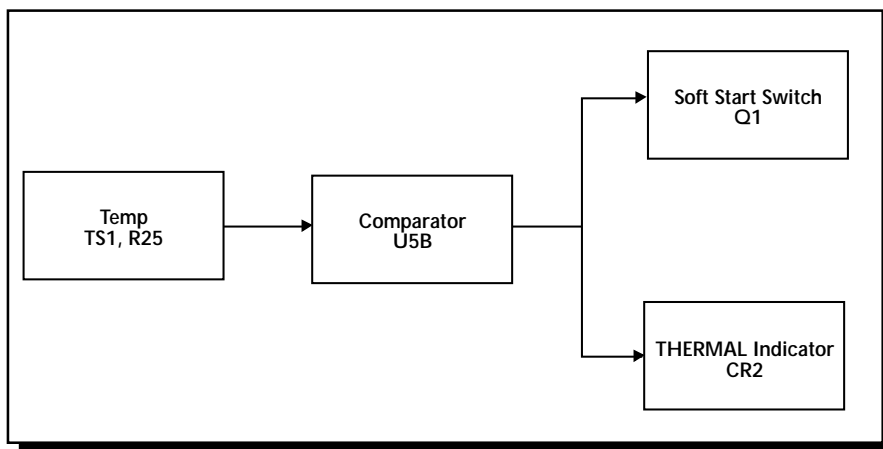 Temp
TS1, R25
Comparator
U5B
Soft Start Switch
Q1
THERMAL Indicator
CR2